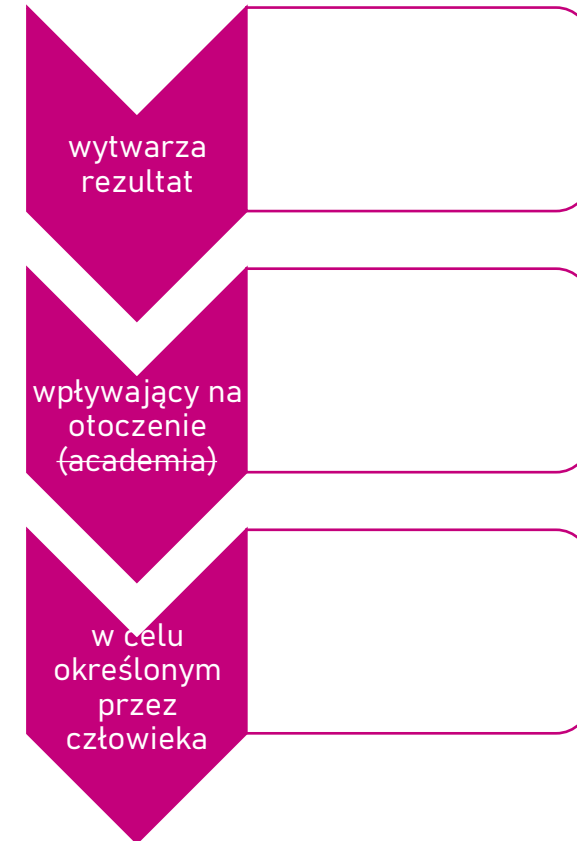 wytwarza
rezultat
wpływający na
otoczenie
(academia)
w celu
określonym
przez
człowieka